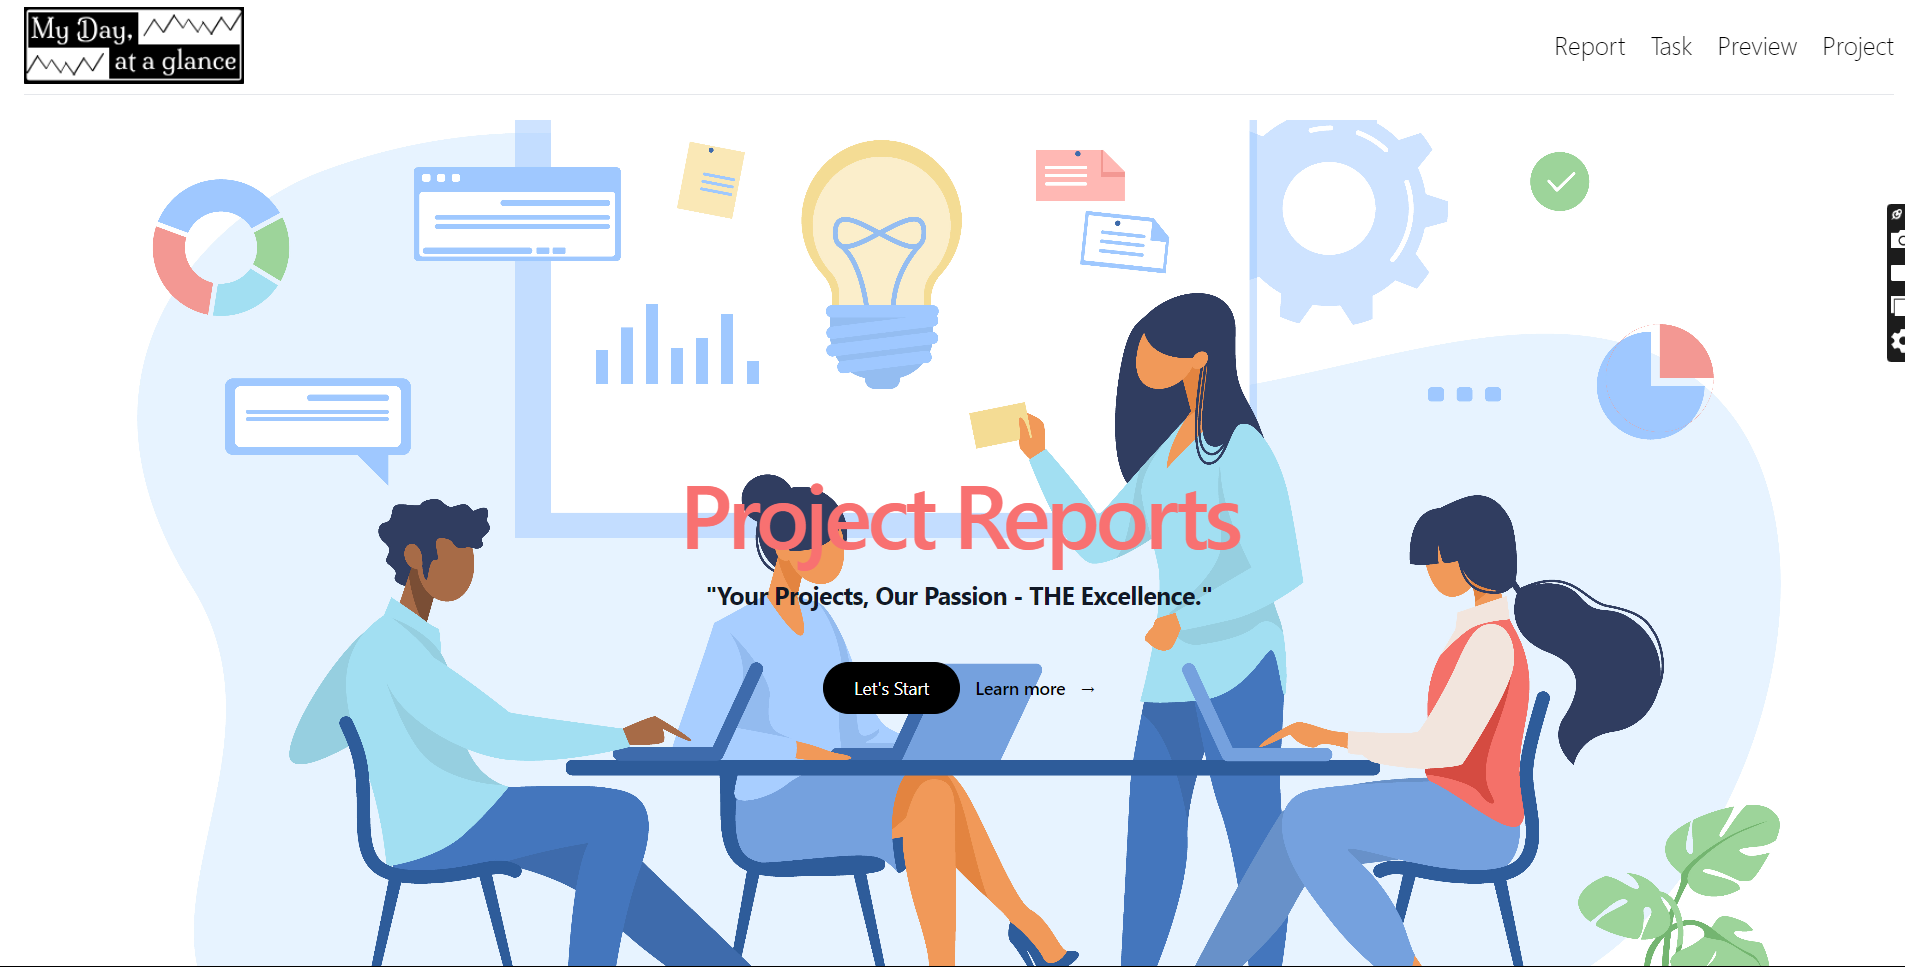 My Day,
at a glance
Report Task Preview Project
Project Reports
"Your Projects, Our Passion - THE Excellence."
Let's Start
Learn more →